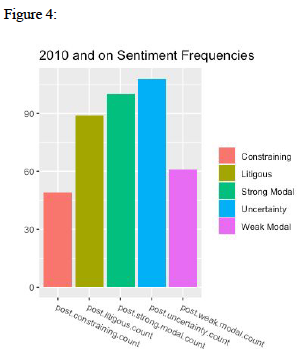 Figure 4:
2010 and on Sentiment Frequencies
90
60
30
0
Constraining
Litigous
Strong Modal
Uncertainty
Weak Modal
post.constraining.count
post.litigous.count
post.strong.modal.count
post.uncertainty.count
post.weak.modal.count